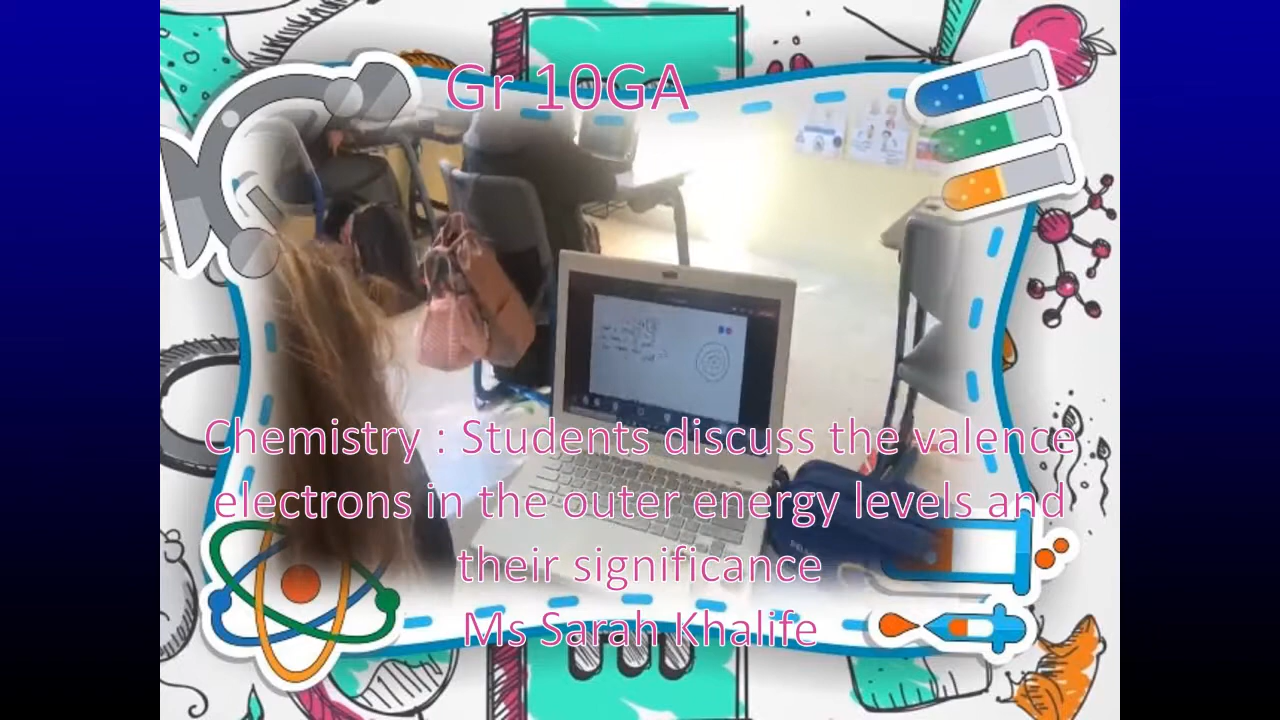 Gr 10GA
Chemistry : Students discuss the valence
electrons in the outer energy levels and
their significance
Ms Sarah Khalife